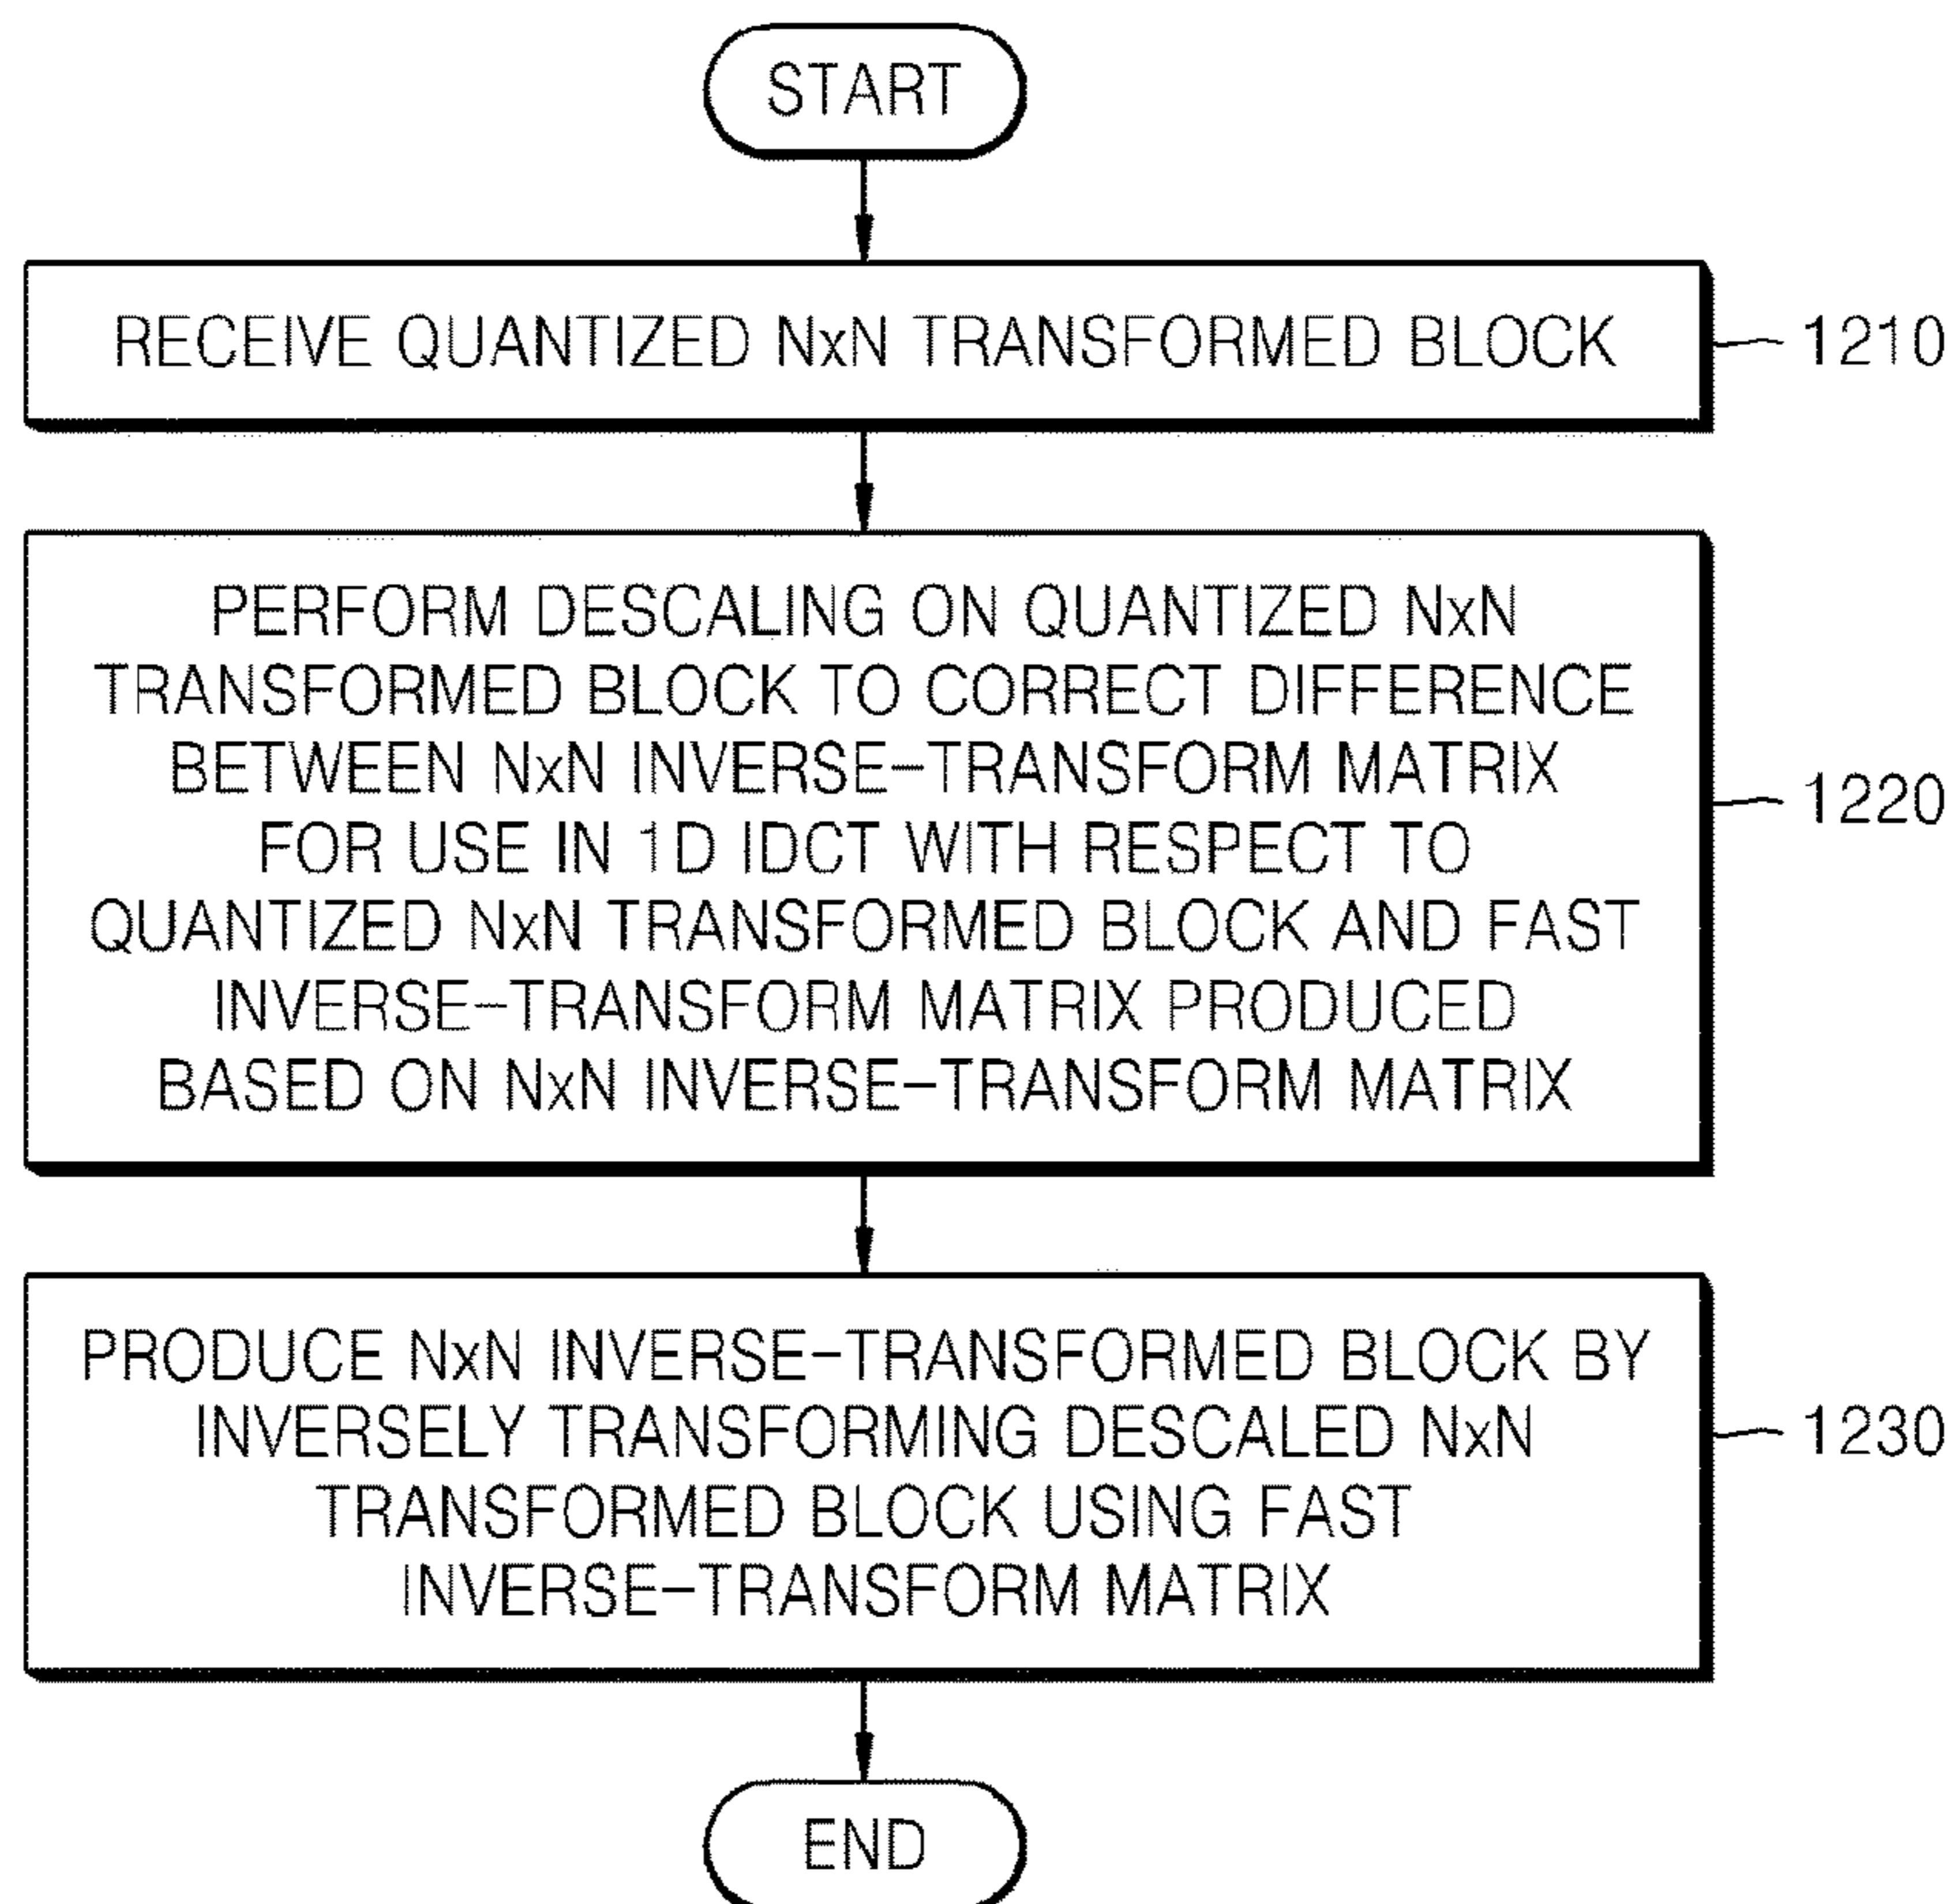 START
RECEIVE QUANTIZED NxN TRANSFORMED BLOCK
1210
PERFORM DESCALING ON QUANTIZED NxN
TRANSFORMED BLOCK TO CORRECT DIFFERENCE
BETWEEN NxN INVERSE-TRANSFORM MATRIX
FOR USE IN 1D IDCT WITH RESPECT TO
QUANTIZED NxN TRANSFORMED BLOCK AND FAST
INVERSE-TRANSFORM MATRIX PRODUCED
BASED ON NxN INVERSE-TRANSFORM MATRIX
1220
PRODUCE NxN INVERSE-TRANSFORMED BLOCK BY
INVERSELY TRANSFORMING DESCALED NxN
TRANSFORMED BLOCK USING FAST
INVERSE-TRANSFORM MATRIX
1230
END